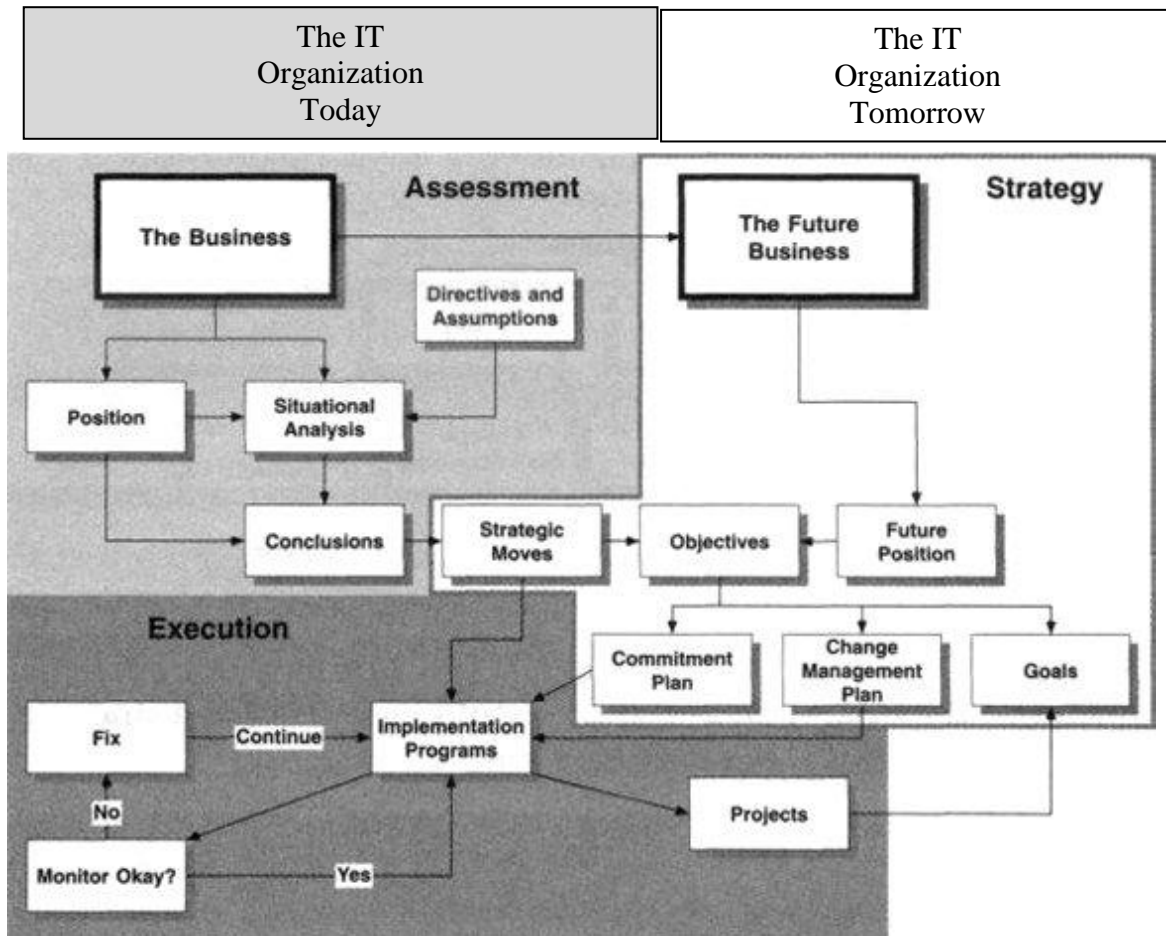 The IT
Organization
Today
The IT
Organization
Tomorrow
Assessment
Strategy
The Business
The Future
Business
Directives and
Assumptions
Position
Situational
Analysis
Conclusions
Strategic
Moves
Objectives
Future
Position
Execution
Commitment
Plan
Change
Management
Plan
Goals
Fix
Continue
Implementation
Programs
No
Projects
Monitor Okay?
Yes